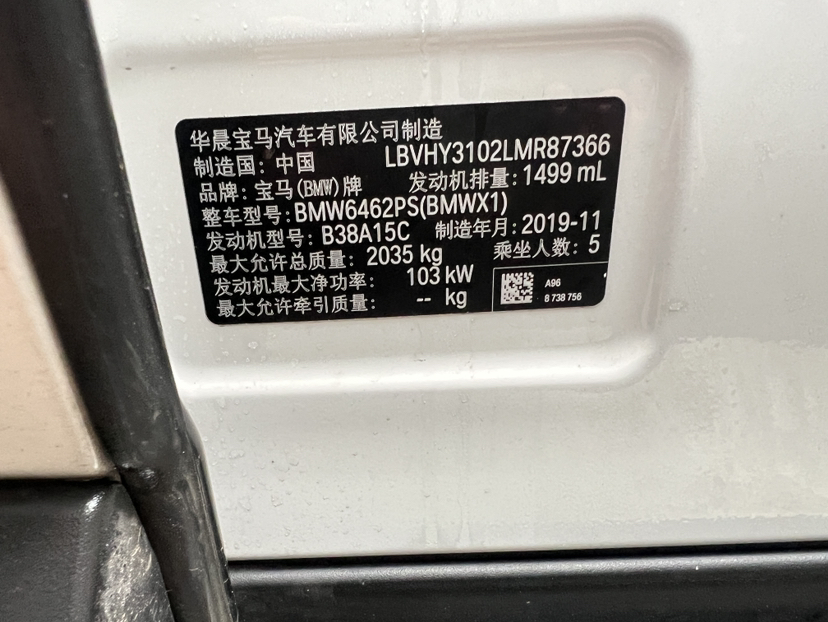 华晨宝马汽车有限公司制造
制造国：中国 LBVHY3102LMR87366
品牌：宝马(BMW)牌 发动机排量：1499 mL
整车型号：BMW6462PS(BMWX1)
发动机型号：B38A15C 制造年月：2019-11
最大允许总质量：2035 kg 乘坐人数：5
发动机最大净功率：103 kW
最大允许牵引质量：-- kg
A96
8 738 756